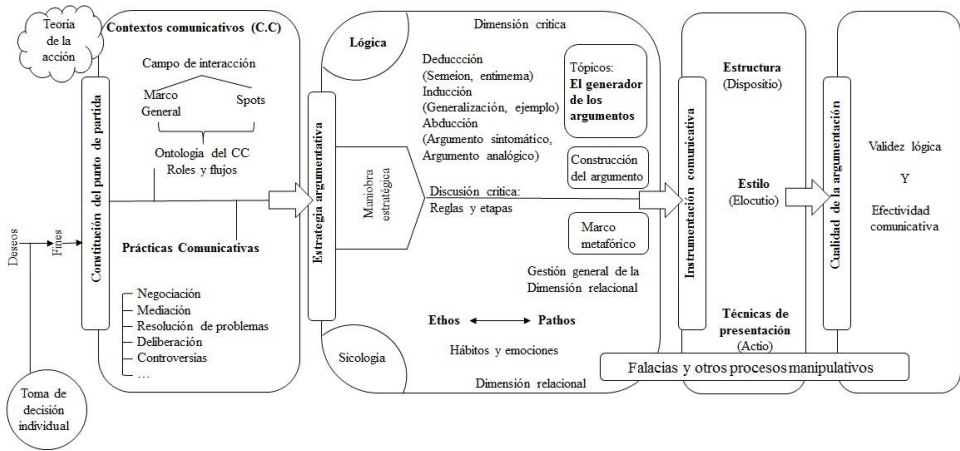 Teoría
de la
acción
Deseos
Fines
Toma de
decisión
individual
Constitución del punto de partida
Contextos comunicativos (C.C)
Campo de interacción
Marco
General
Spots
Ontología del CC
Roles y flujos
Prácticas Comunicativas
Negociación
Mediación
Resolución de problemas
Deliberación
Controversias
…
Estrategia argumentativa
Lógica
Dimensión crítica
Deduccción
(Semeion, entimema)
Inducción
(Generalización, ejemplo)
Abducción
(Argumento sintomático,
Argumento analógico)
Tópicos:
El generador
de los
argumentos
Construcción
del argumento
Maniobra
estratégica
Discusión crítica:
Reglas y etapas
Marco
metafórico
Gestión general de la
Dimensión relacional
Ethos
Pathos
Hábitos y emociones
Sicología
Dimensión relacional
Instrumentación comunicativa
Estructura
(Dispositio)
Estilo
(Elocutio)
Técnicas de
presentación
(Actio)
Falacias y otros procesos manipulativos
Cualidad de la argumentación
Validez lógica
Y
Efectividad
comunicativa